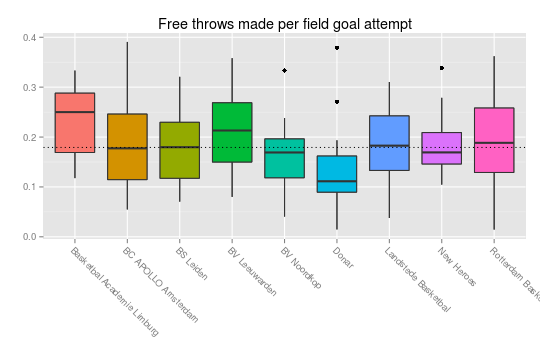 Free throws made per field goal attempt
0.4
0.3
0.2
0.1
0.0
Basketbal Academie Limburg
BC APOLLO Amsterdam
BS Leiden
BV Leeuwarden
BV Noordkop
Donar
Landstede Basketbal
New Heroes
Rotterdam Bask